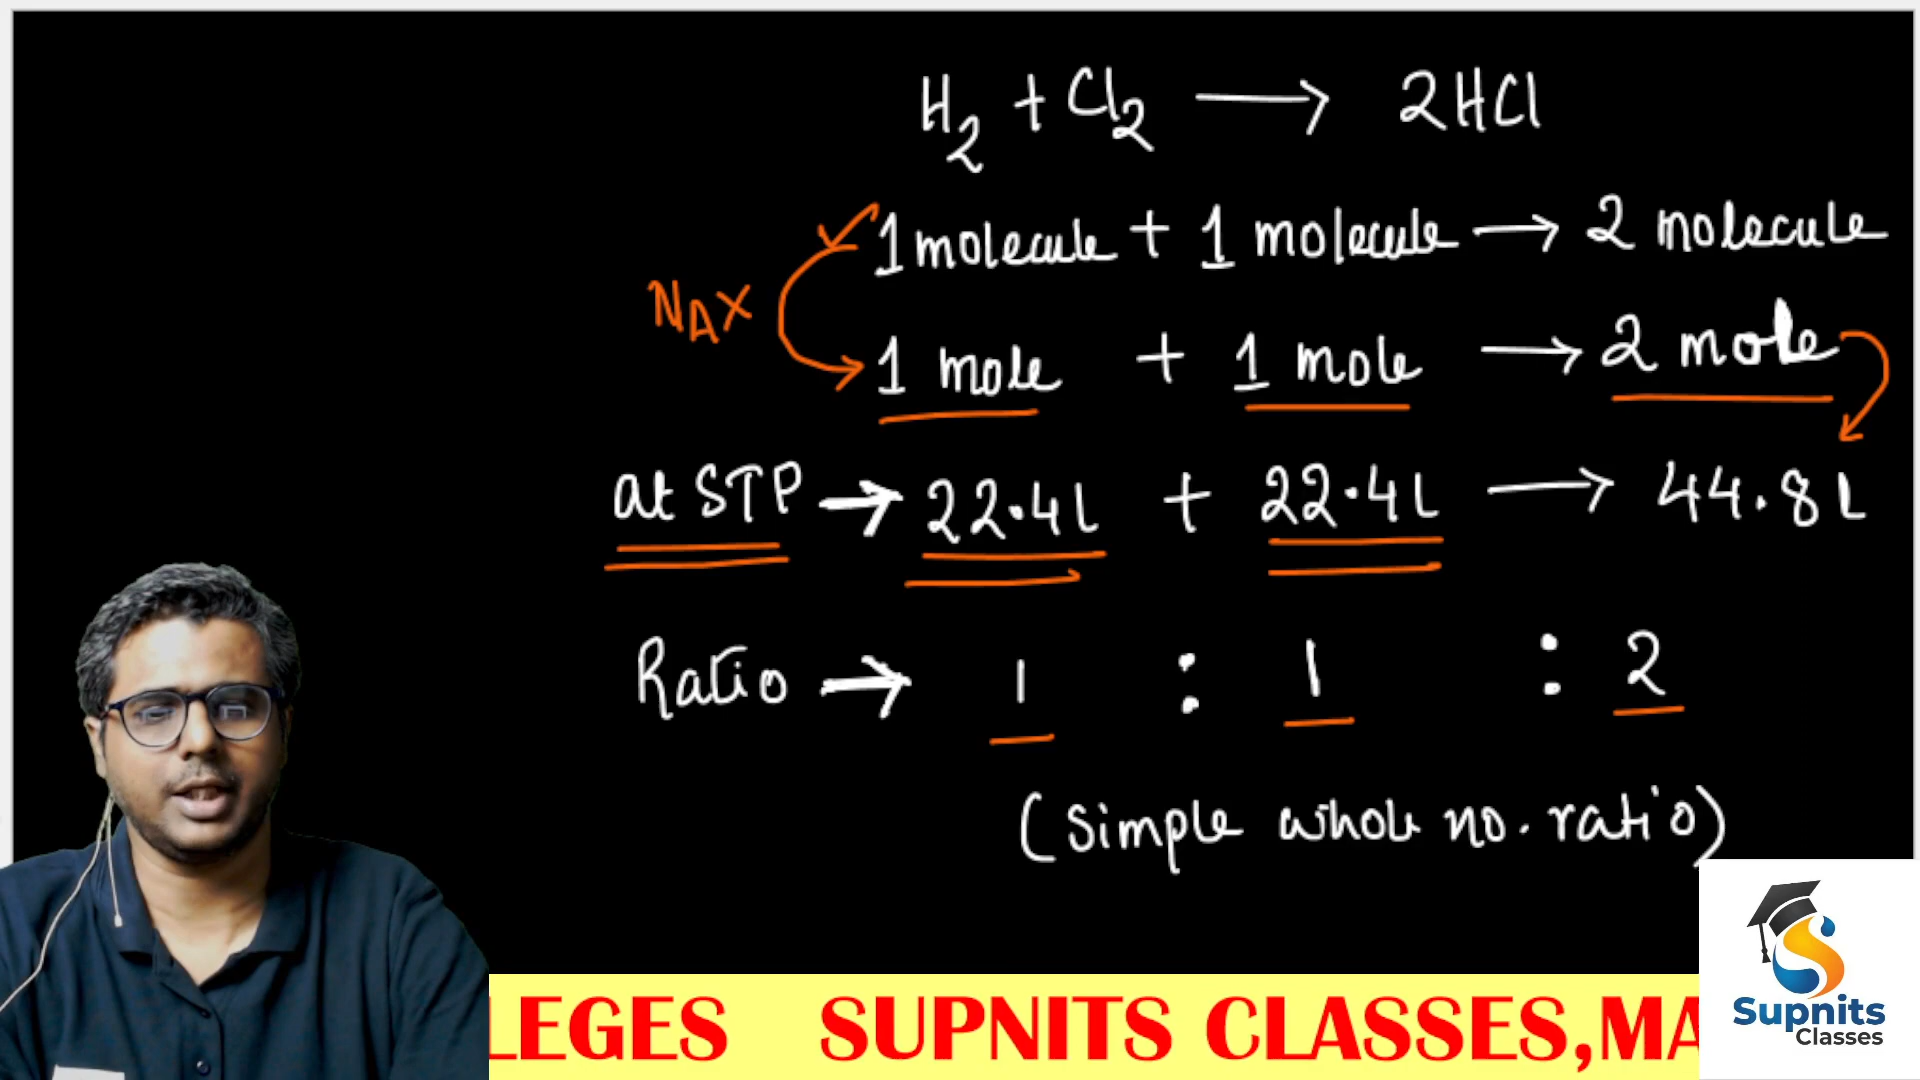 H₂ + Cl₂ → 2HCl
1 molecule + 1 molecule → 2 molecule
NA×
1 mole + 1 mole → 2 mole
at STP → 22.4L + 22.4L → 44.8L
Ratio → 1 : 1 : 2
(Simple whole no. ratio)
LEGES SUPNITS CLASSES,MA
Supnits
Classes